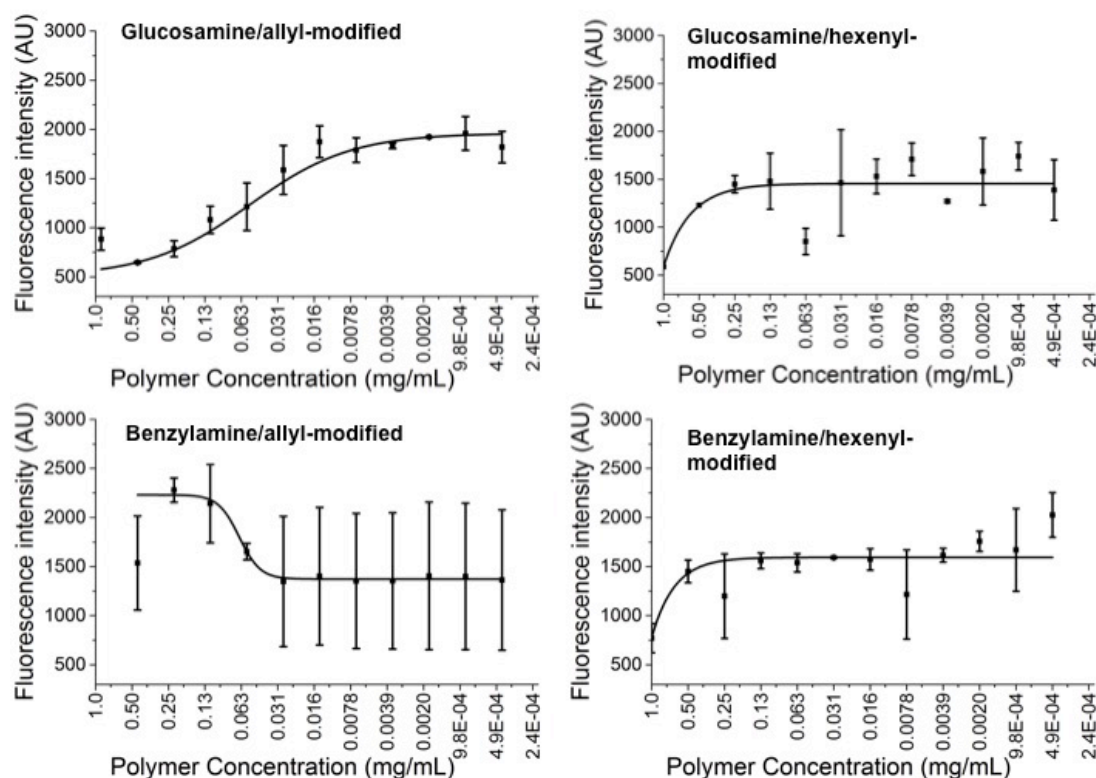 Glucosamine/allyl-modified
Fluorescence intensity (AU)
3000
2500
2000
1500
1000
500
1.0
0.50
0.25
0.13
0.063
0.031
0.016
0.0078
0.0039
0.0020
9.8E-04
4.9E-04
2.4E-04
Polymer Concentration (mg/mL)
Glucosamine/hexenyl-
modified
Fluorescence intensity (AU)
3000
2500
2000
1500
1000
500
1.0
0.50
0.25
0.13
0.063
0.031
0.016
0.0078
0.0039
0.0020
9.8E-04
4.9E-04
2.4E-04
Polymer Concentration (mg/mL)
Benzylamine/allyl-modified
Fluorescence intensity (AU)
3000
2500
2000
1500
1000
500
1.0
0.50
0.25
0.13
0.063
0.031
0.016
0.0078
0.0039
0.0020
9.8E-04
4.9E-04
2.4E-04
Polymer Concentration (mg/mL)
Benzylamine/hexenyl-
modified
Fluorescence intensity (AU)
3000
2500
2000
1500
1000
500
1.0
0.50
0.25
0.13
0.063
0.031
0.016
0.0078
0.0039
0.0020
9.8E-04
4.9E-04
2.4E-04
Polymer Concentration (mg/mL)